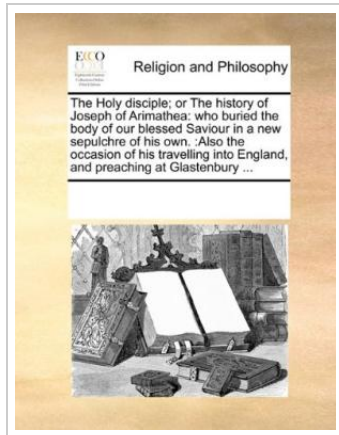 ECCO
Religion and Philosophy
The Holy disciple; or The history of
Joseph of Arimathea: who buried the
body of our blessed Saviour in a new
sepulchre of his own. :Also the
occasion of his travelling into England,
and preaching at Glastenbury ...